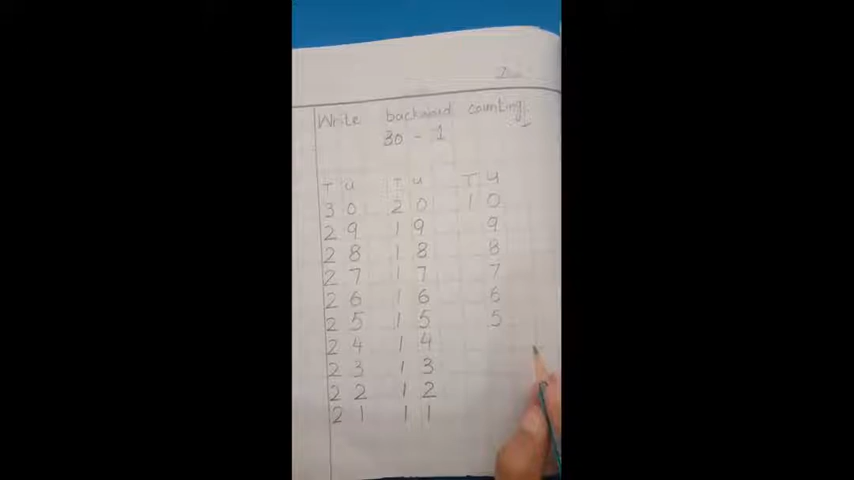 Write backward counting
30 - 1
T U T U T U
3 0 2 0 1 0
2 9 1 9 9
2 8 1 8 8
2 7 1 7 7
2 6 1 6 6
2 5 1 5 5
2 4 1 4
2 3 1 3
2 2 1 2
2 1 1 1